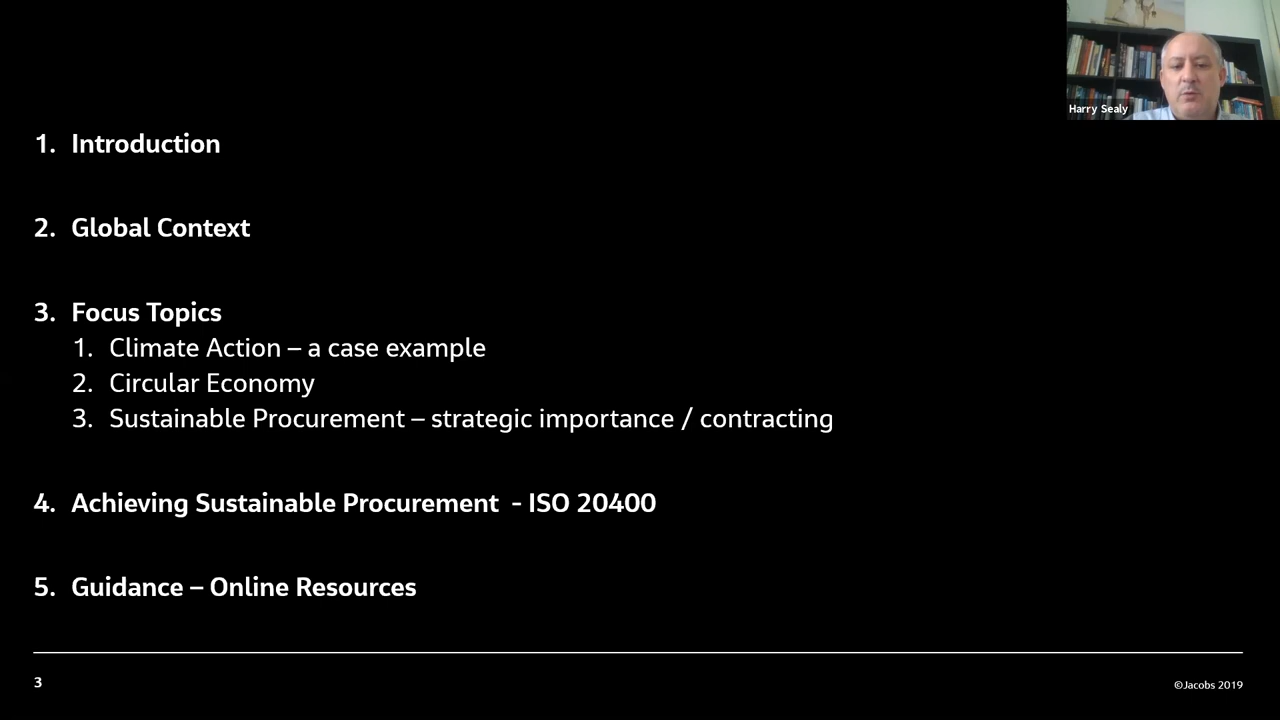 Harry Sealy
1. Introduction
2. Global Context
3. Focus Topics
1. Climate Action – a case example
2. Circular Economy
3. Sustainable Procurement – strategic importance / contracting
4. Achieving Sustainable Procurement  - ISO 20400
5. Guidance – Online Resources
3
©Jacobs 2019